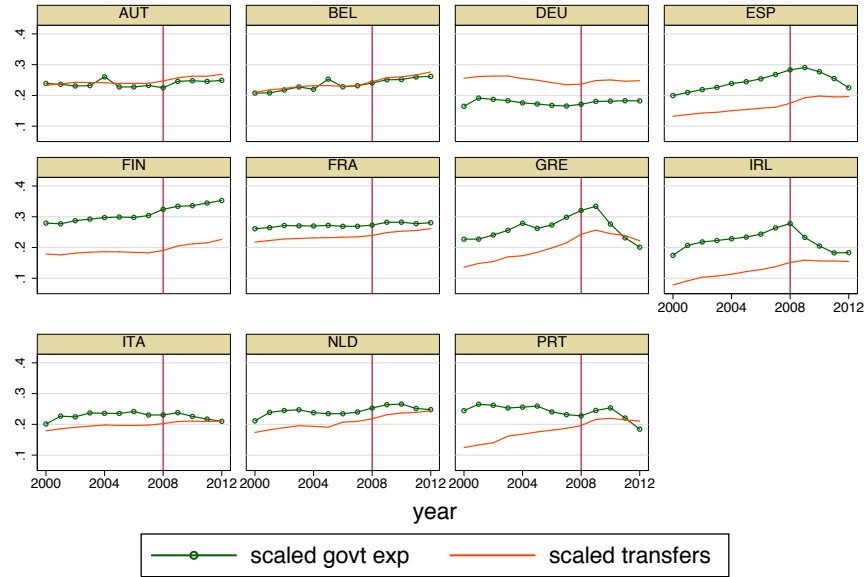 AUT BEL DEU ESP
.4
.3
.2
.1
FIN FRA GRE IRL
.4
.3
.2
.1
2000 2004 2008 2012
ITA NLD PRT
.4
.3
.2
.1
2000 2004 2008 2012 2000 2004 2008 2012 2000 2004 2008 2012
year
scaled govt exp scaled transfers